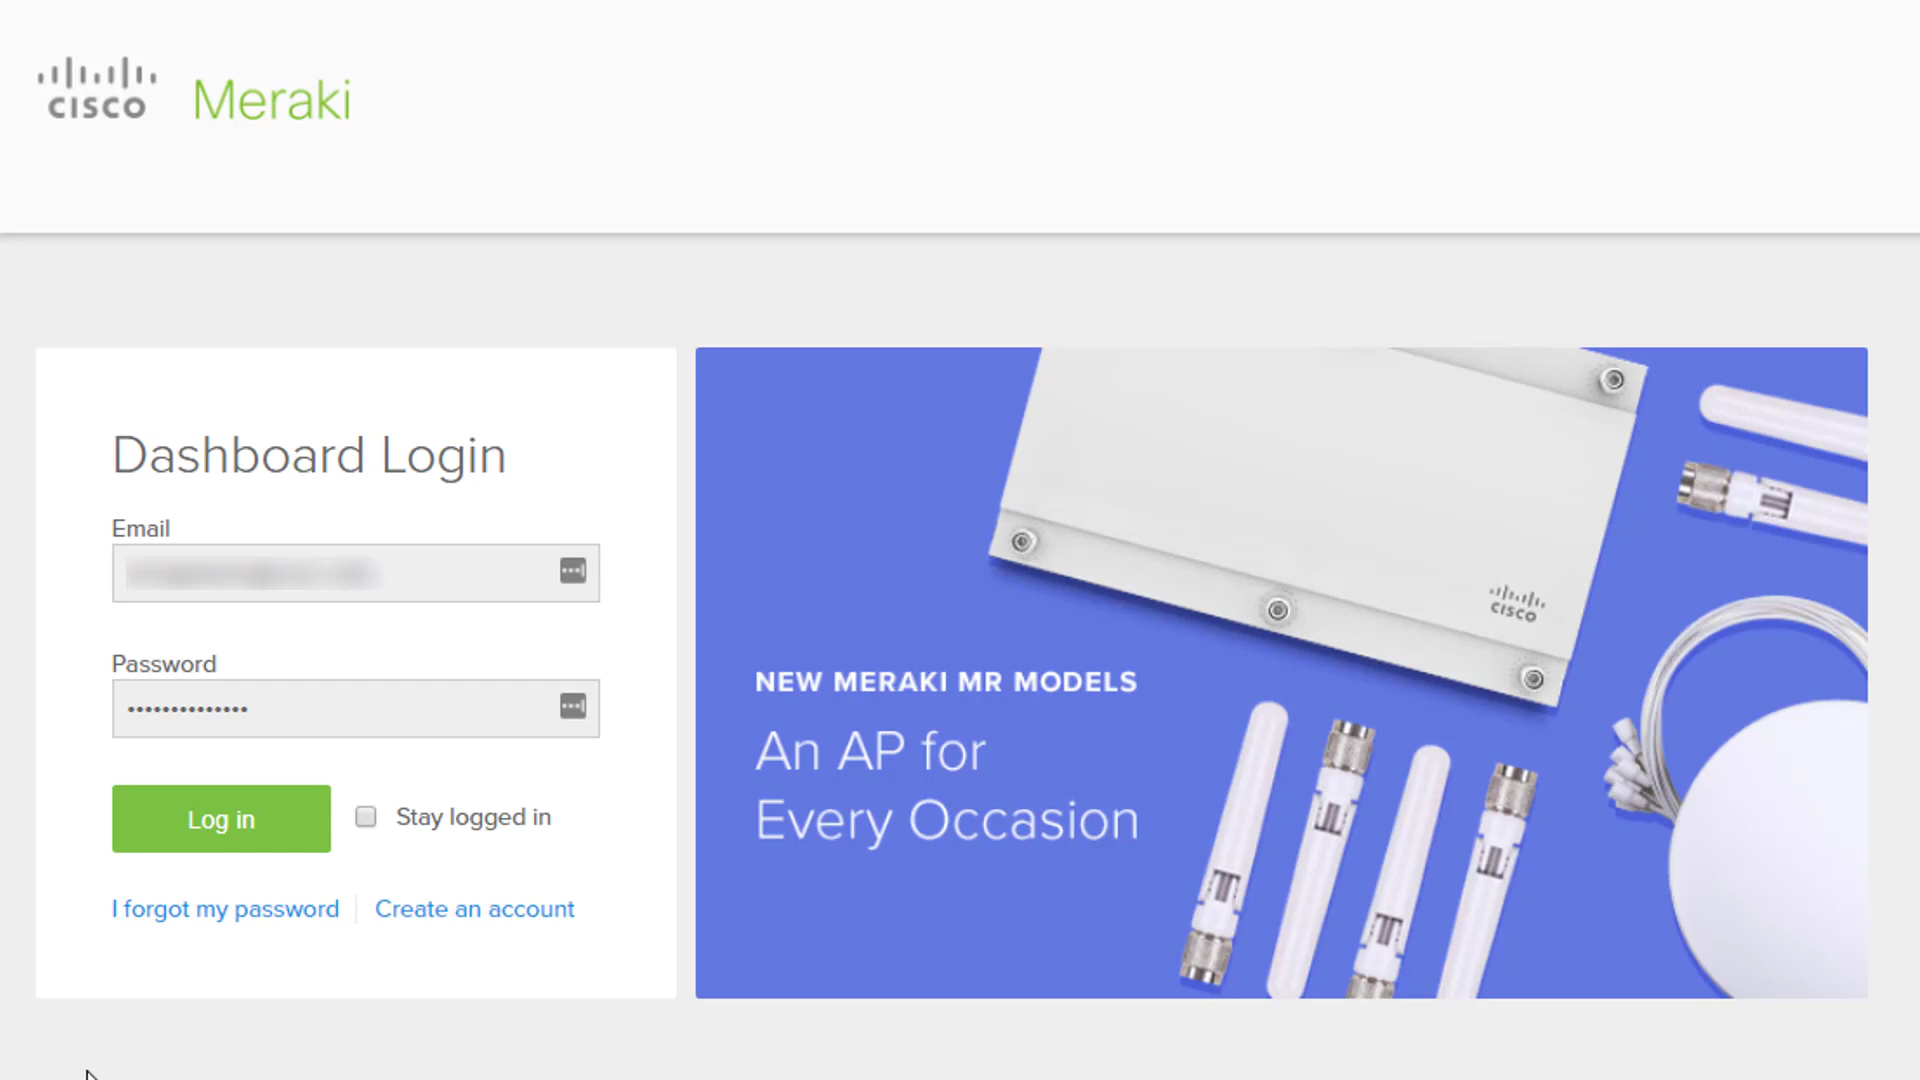 cisco Meraki
Dashboard Login
Email
Password
••••••••••••••
Log in
Stay logged in
I forgot my password
Create an account
cisco
NEW MERAKI MR MODELS
An AP for
Every Occasion